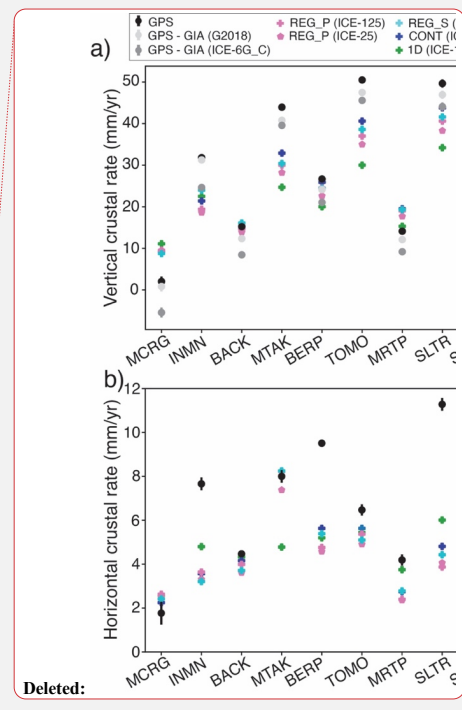 GPS
GPS - GIA (G2018)
GPS - GIA (ICE-6G_C)
REG_P (ICE-125)
REG_P (ICE-25)
REG_S (
CONT (IC
1D (ICE-1
a)
Vertical crustal rate (mm/yr)
50
40
30
20
10
0
MCRG INMN BACK MTAK BERP TOMO MRTP SLTR S
b)
Horizontal crustal rate (mm/yr)
12
10
8
6
4
2
0
MCRG INMN BACK MTAK BERP TOMO MRTP SLTR S
Deleted: